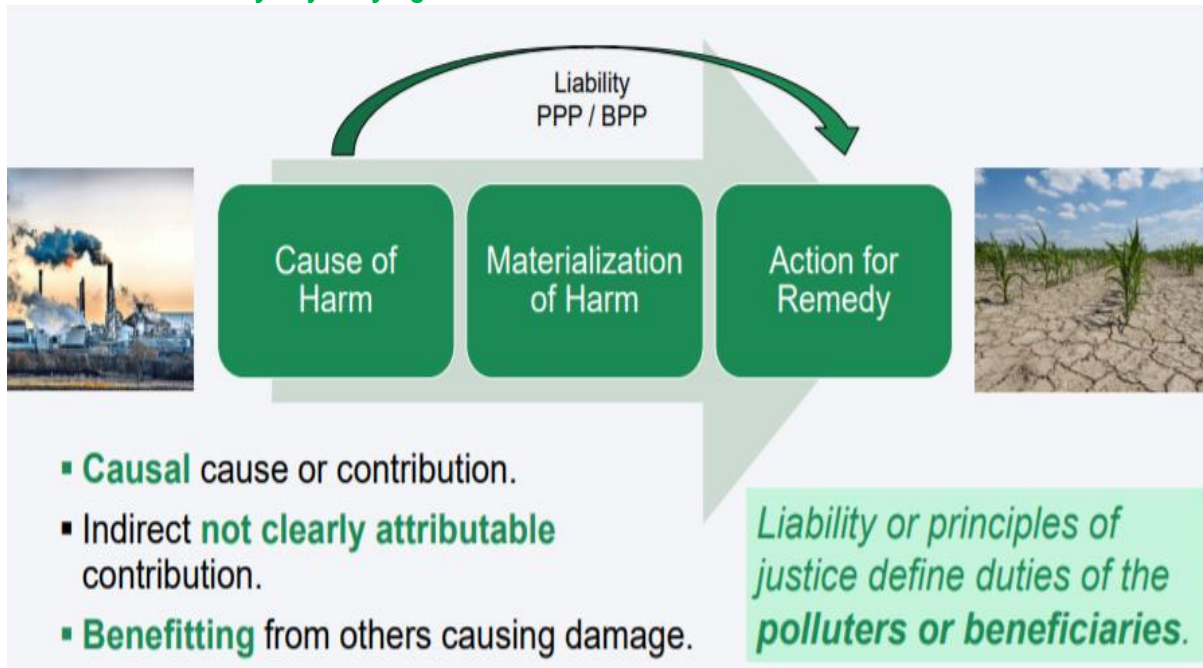 Liability
PPP / BPP
Cause of
Harm
Materialization
of Harm
Action for
Remedy
▪ Causal cause or contribution.
▪ Indirect not clearly attributable
contribution.
▪ Benefitting from others causing damage.
Liability or principles of
justice define duties of the
polluters or beneficiaries.